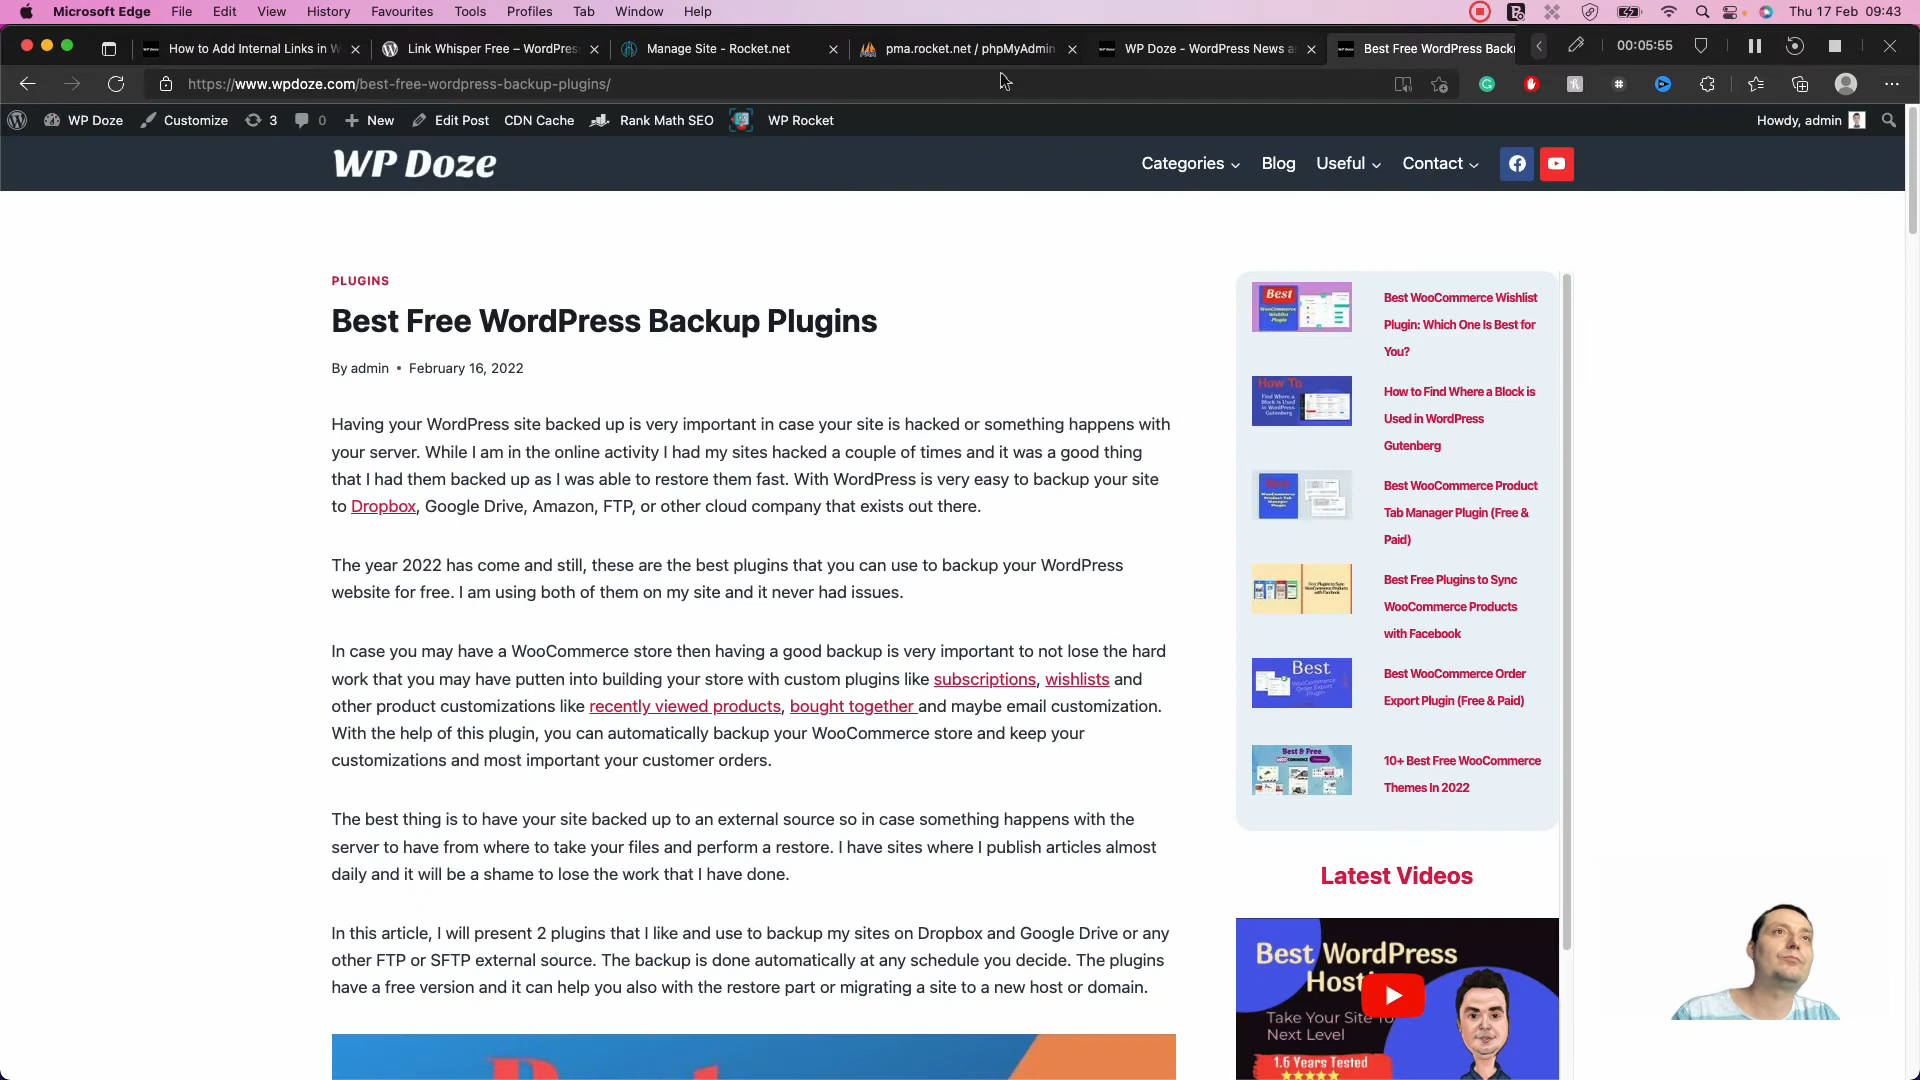 Microsoft Edge File Edit View History Favourites Tools Profiles Tab Window Help Thu 17 Feb 09:43
How to Add Internal Links in W Link Whisper Free – WordPres Manage Site - Rocket.net pma.rocket.net / phpMyAdmin WP Doze - WordPress News a Best Free WordPress Backu 00:05:55
https://www.wpdoze.com/best-free-wordpress-backup-plugins/
WP Doze Customize 3 0 New Edit Post CDN Cache Rank Math SEO WP Rocket Howdy, admin
WP Doze Categories Blog Useful Contact
PLUGINS
Best Free WordPress Backup Plugins
By admin • February 16, 2022
Having your WordPress site backed up is very important in case your site is hacked or something happens with
your server. While I am in the online activity I had my sites hacked a couple of times and it was a good thing
that I had them backed up as I was able to restore them fast. With WordPress is very easy to backup your site
to Dropbox, Google Drive, Amazon, FTP, or other cloud company that exists out there.
The year 2022 has come and still, these are the best plugins that you can use to backup your WordPress
website for free. I am using both of them on my site and it never had issues.
In case you may have a WooCommerce store then having a good backup is very important to not lose the hard
work that you may have putten into building your store with custom plugins like subscriptions, wishlists and
other product customizations like recently viewed products, bought together and maybe email customization.
With the help of this plugin, you can automatically backup your WooCommerce store and keep your
customizations and most important your customer orders.
The best thing is to have your site backed up to an external source so in case something happens with the
server to have from where to take your files and perform a restore. I have sites where I publish articles almost
daily and it will be a shame to lose the work that I have done.
In this article, I will present 2 plugins that I like and use to backup my sites on Dropbox and Google Drive or any
other FTP or SFTP external source. The backup is done automatically at any schedule you decide. The plugins
have a free version and it can help you also with the restore part or migrating a site to a new host or domain.
Best
WooCommerce
Wishlist
Plugin
Best WooCommerce Wishlist
Plugin: Which One Is Best for
You?
How To
Find Where a
Block is Used
in WordPress
Gutenberg
How to Find Where a Block is
Used in WordPress
Gutenberg
Best WooCommerce Product
Tab Manager Plugin (Free &
Paid)
Best Free Plugins to Sync
WooCommerce Products
with Facebook
Best
Best WooCommerce Order
Export Plugin (Free & Paid)
Best & Free
10+ Best Free WooCommerce
Themes In 2022
Latest Videos
Best WordPress
Hosti
Take Your Site To
Next Level
1.6 Years Tested